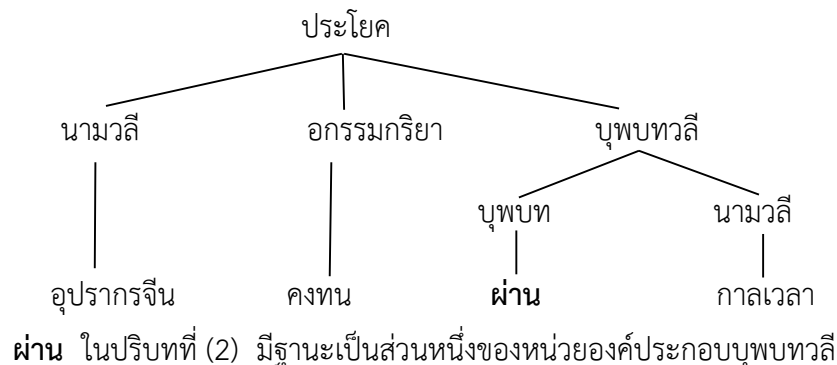 ประโยค
นามวลี อกรรมกริยา บุพบทวลี
บุพบท นามวลี
อุปรากรจีน คงทน ผ่าน กาลเวลา
ผ่าน ในปริบทที่ (2) มีฐานะเป็นส่วนหนึ่งของหน่วยองค์ประกอบบุพบทวลี